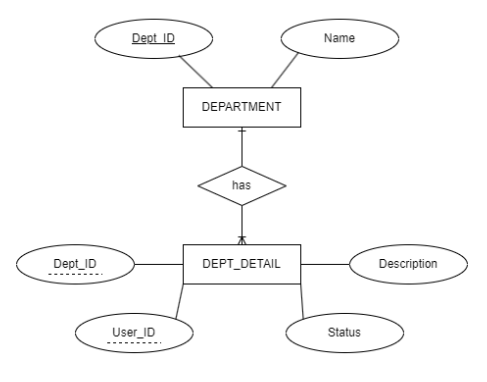 Dept_ID
Name
DEPARTMENT
has
Dept_ID
DEPT_DETAIL
Description
User_ID
Status